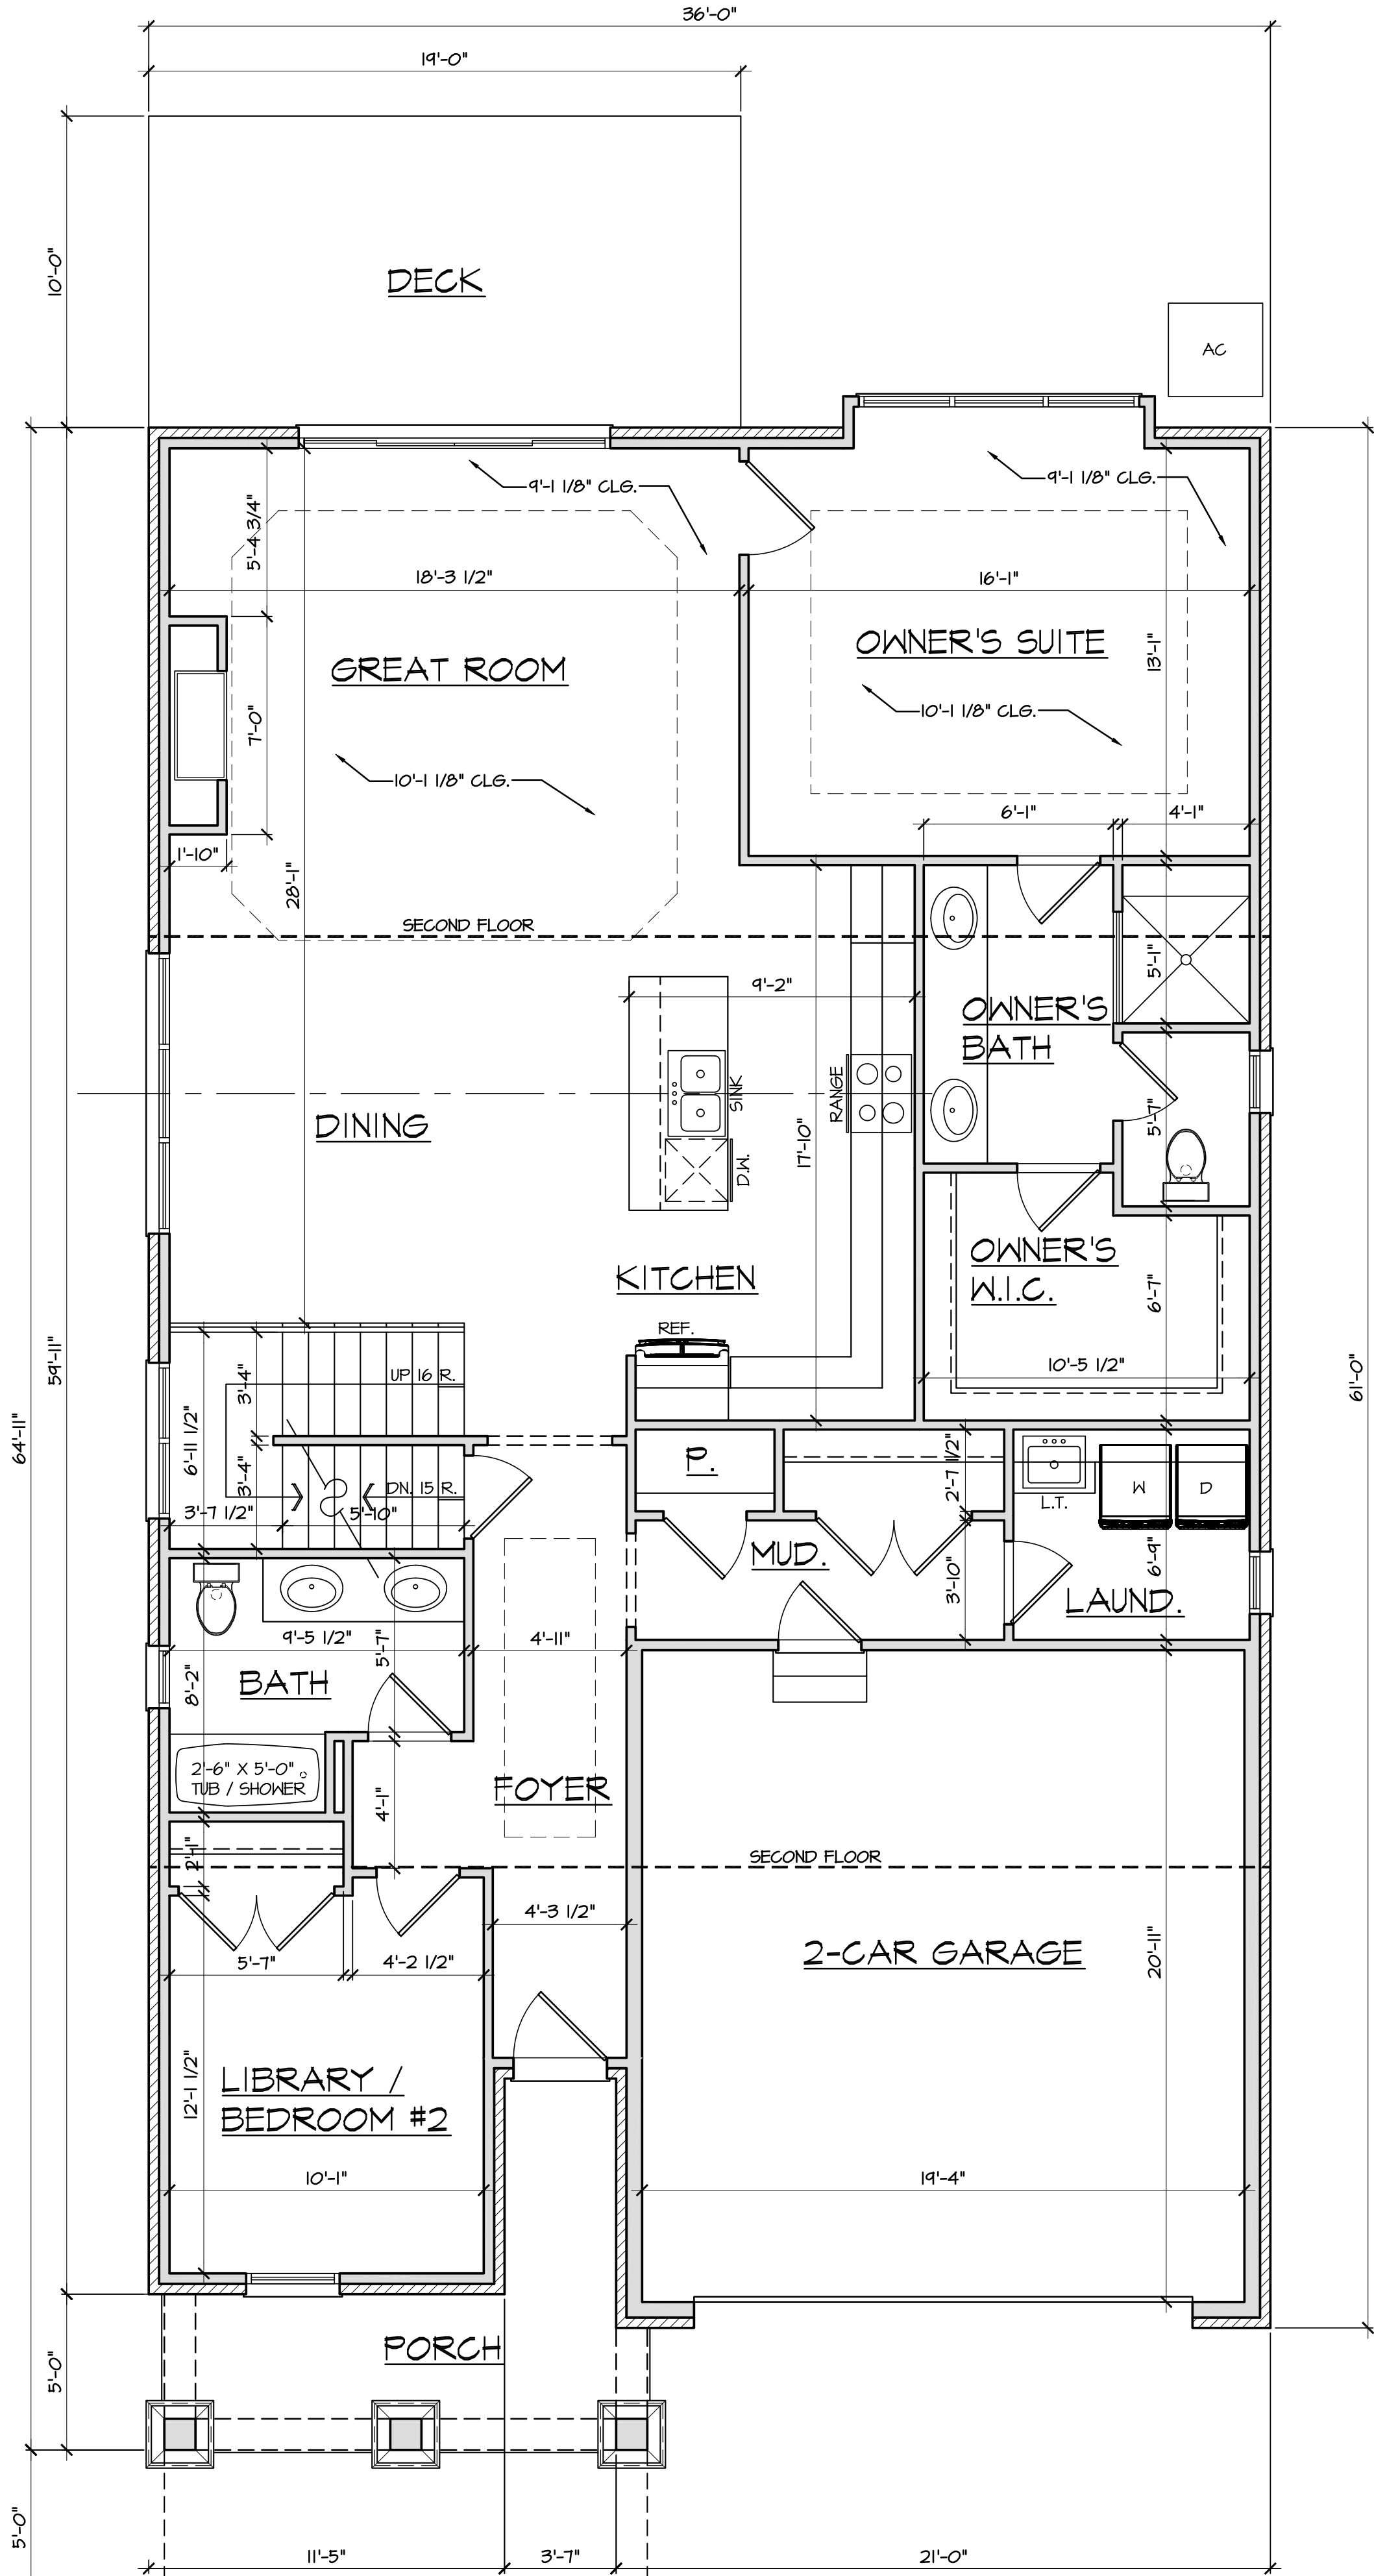 36'-0"
19'-0"
10'-0"
DECK
AC
9'-1 1/8" CLG.
9'-1 1/8" CLG.
5'-4 3/4"
18'-3 1/2"
16'-1"
GREAT ROOM
OWNER'S SUITE
13'-1"
7'-0"
10'-1 1/8" CLG.
10'-1 1/8" CLG.
6'-1"
4'-1"
1'-10"
28'-1"
SECOND FLOOR
9'-2"
5'-1"
OWNER'S
BATH
SINK
RANGE
DINING
17'-10"
5'-7"
D.W.
KITCHEN
OWNER'S
W.I.C.
6'-7"
REF.
59'-11"
61'-0"
10'-5 1/2"
UP 16 R.
3'-4"
64'-11"
6'-11 1/2"
P.
2'-7 1/2"
3'-4"
DN. 15 R.
W
D
L.T.
3'-7 1/2"
5'-10"
MUD.
6'-9"
3'-10"
LAUND.
9'-5 1/2"
5'-7"
4'-11"
8'-2"
BATH
2'-6" X 5'-0"
TUB / SHOWER
FOYER
4'-1"
2'-1"
SECOND FLOOR
4'-3 1/2"
5'-7"
4'-2 1/2"
2-CAR GARAGE
20'-11"
12'-1 1/2"
LIBRARY /
BEDROOM #2
10'-1"
19'-4"
PORCH
5'-0"
5'-0"
11'-5"
3'-7"
21'-0"